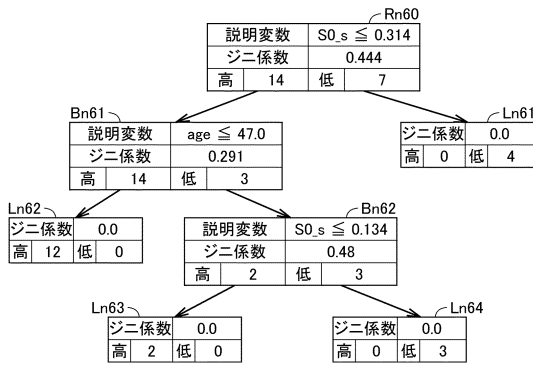 Rn60
説明変数 S0_s ≦ 0.314
ジニ係数 0.444
高 14 低 7
Bn61
説明変数 age ≦ 47.0
ジニ係数 0.291
高 14 低 3
Ln61
ジニ係数 0.0
高 0 低 4
Ln62
ジニ係数 0.0
高 12 低 0
Bn62
説明変数 S0_s ≦ 0.134
ジニ係数 0.48
高 2 低 3
Ln63
ジニ係数 0.0
高 2 低 0
Ln64
ジニ係数 0.0
高 0 低 3